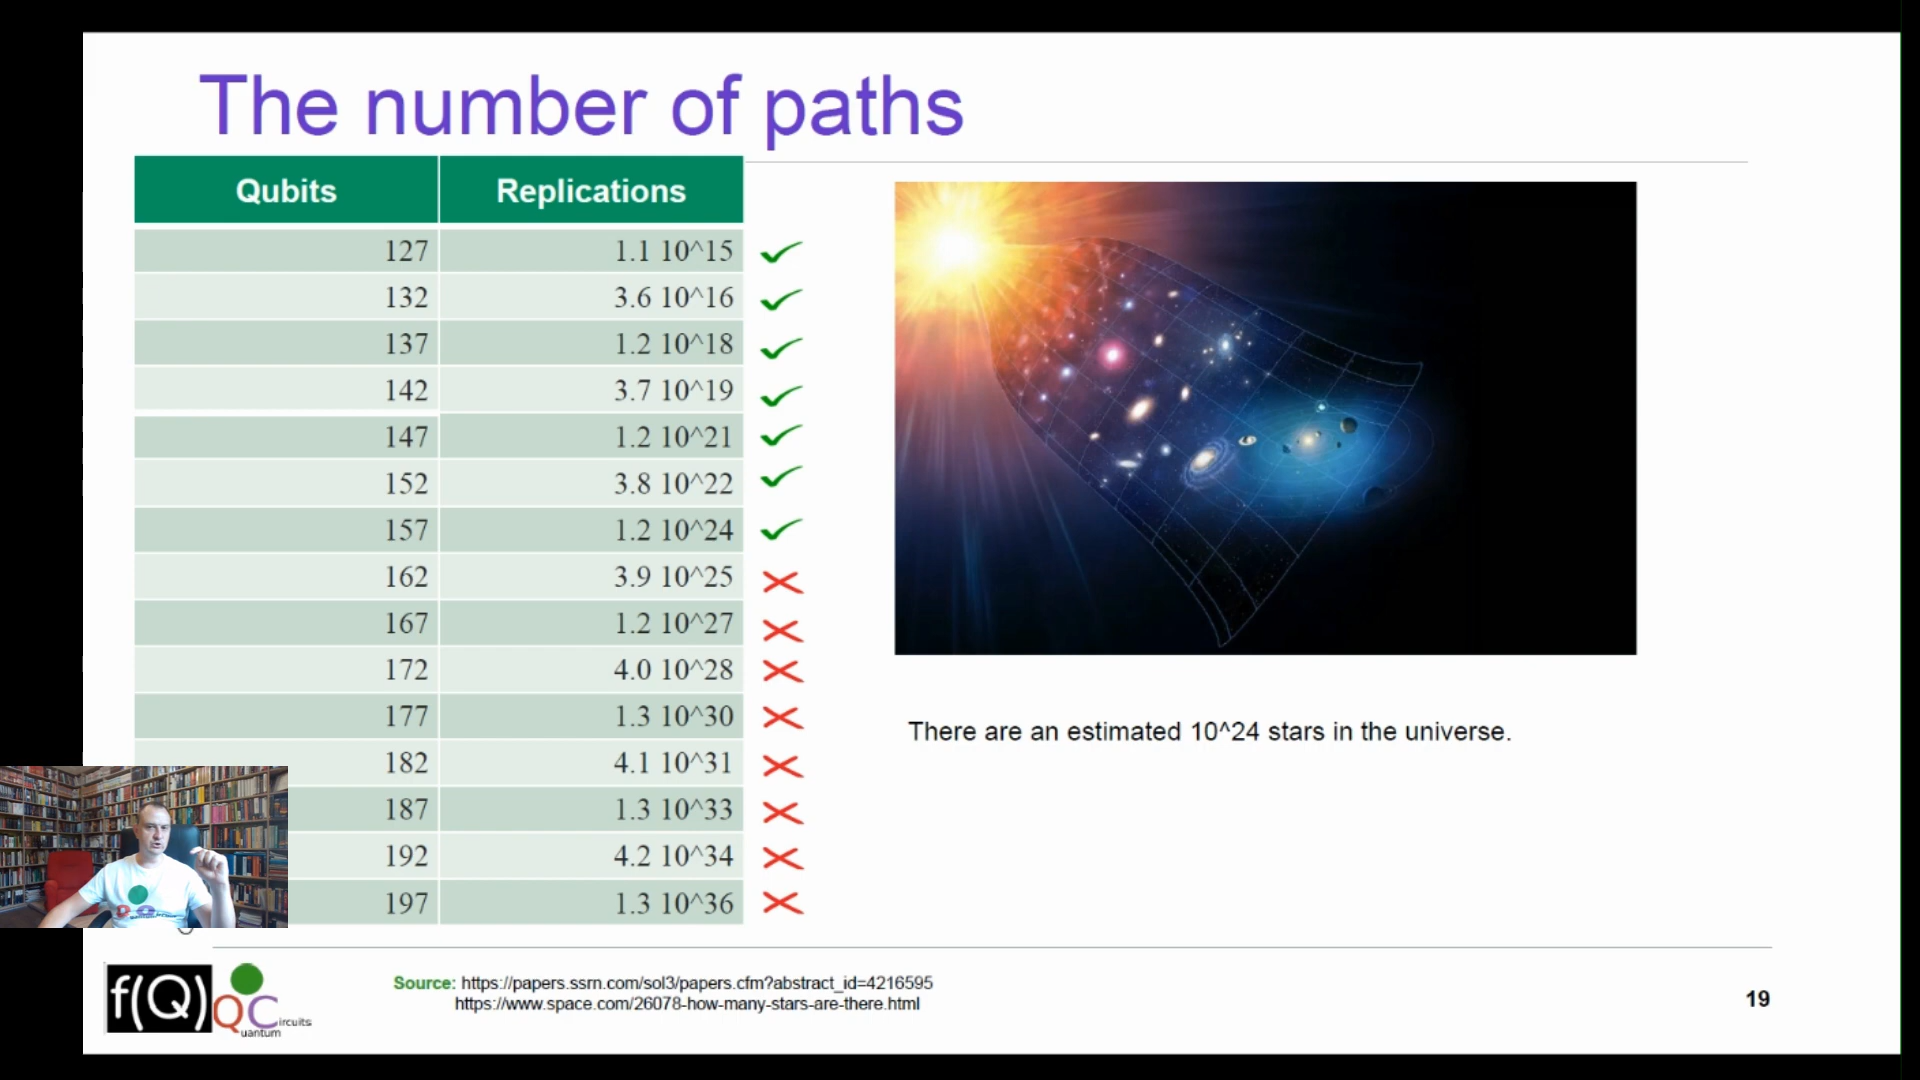 The number of paths
Qubits Replications
127 1.1 10^15
132 3.6 10^16
137 1.2 10^18
142 3.7 10^19
147 1.2 10^21
152 3.8 10^22
157 1.2 10^24
162 3.9 10^25
167 1.2 10^27
172 4.0 10^28
177 1.3 10^30
182 4.1 10^31
187 1.3 10^33
192 4.2 10^34
197 1.3 10^36
There are an estimated 10^24 stars in the universe.
f(Q)
QC
ircuits
uantum
Source: https://papers.ssrn.com/sol3/papers.cfm?abstract_id=4216595
https://www.space.com/26078-how-many-stars-are-there.html
19